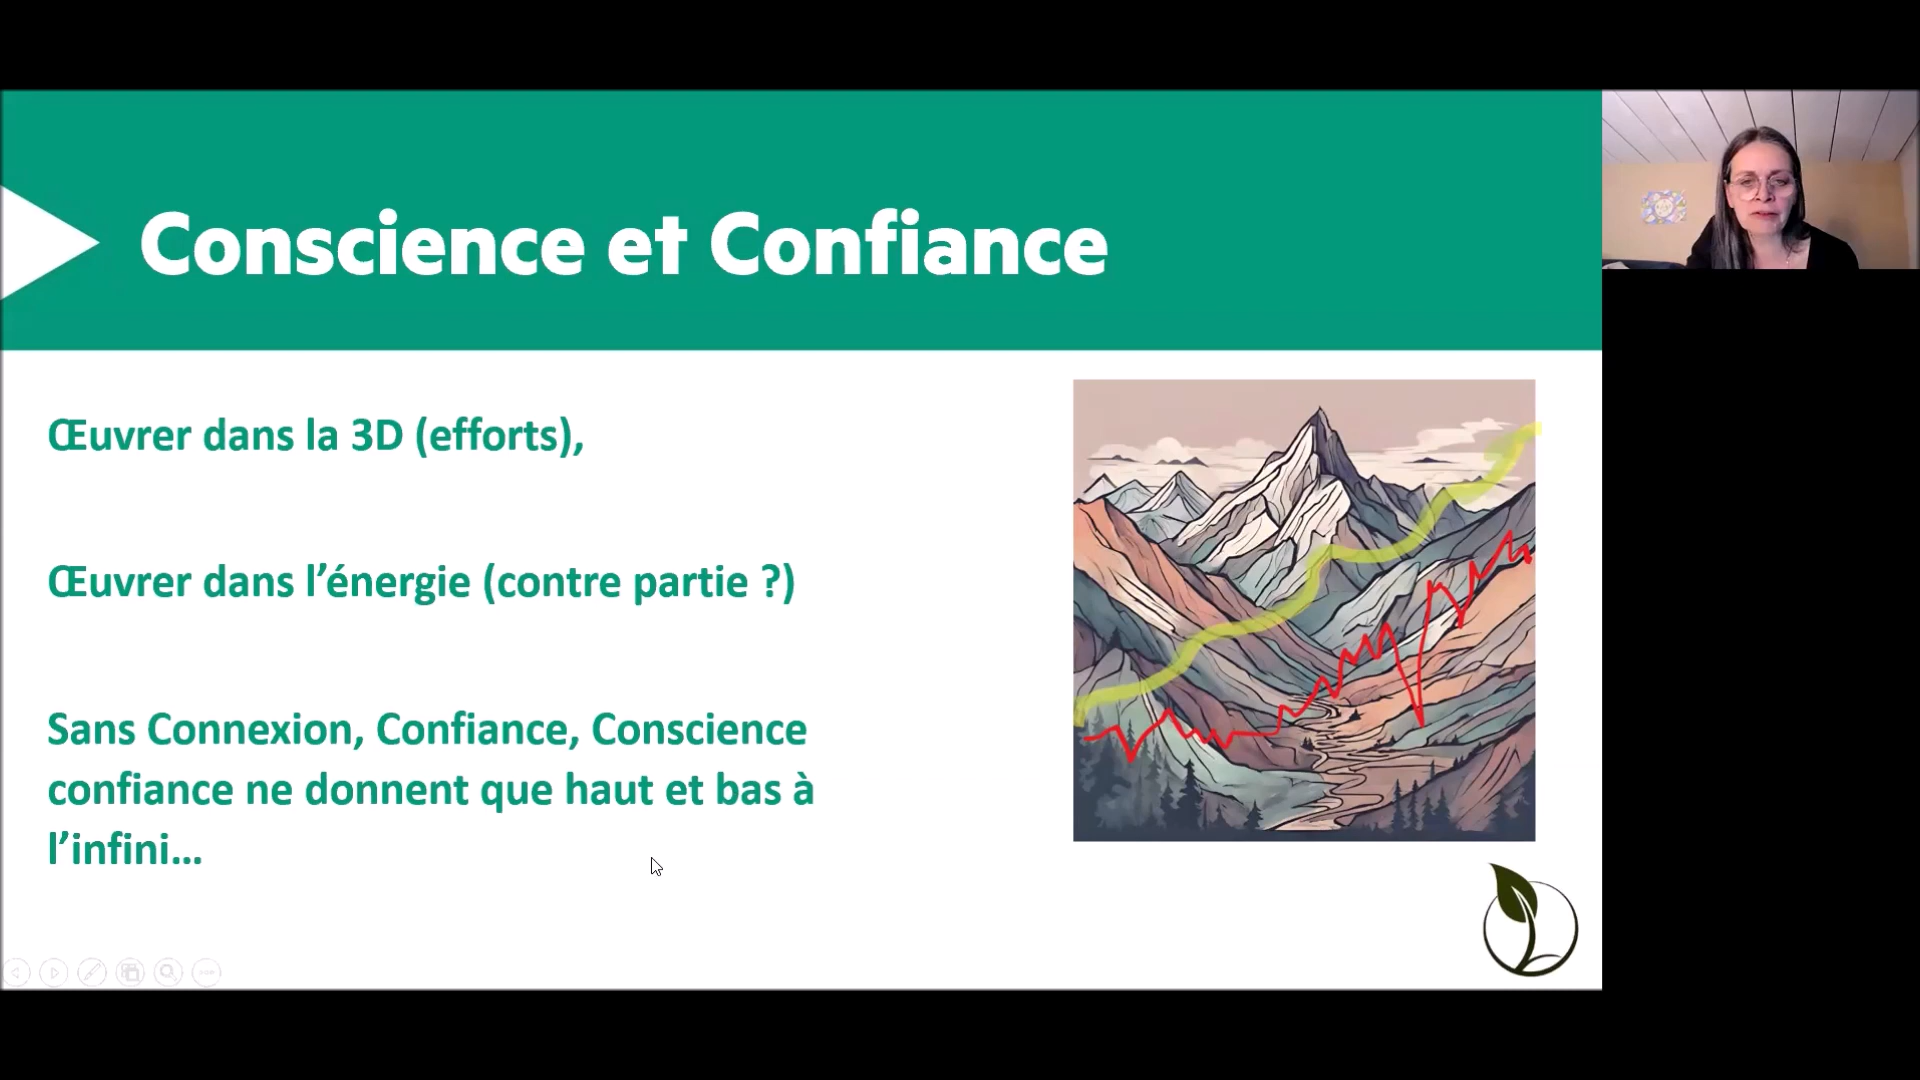 Conscience et Confiance
Œuvrer dans la 3D (efforts),
Œuvrer dans l’énergie (contre partie ?)
Sans Connexion, Confiance, Conscience
confiance ne donnent que haut et bas à
l’infini...